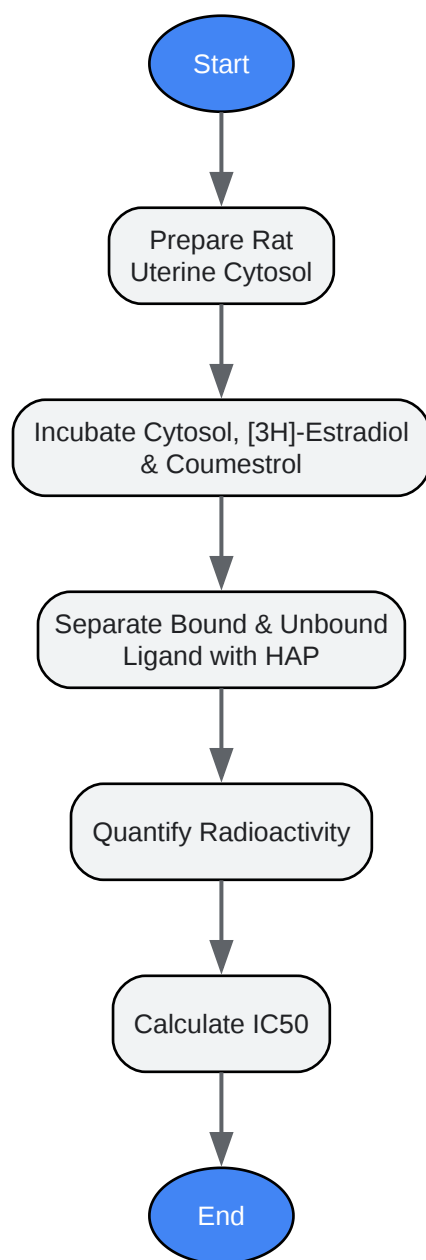 Start
Prepare Rat
Uterine Cytosol
Incubate Cytosol, [3H]-Estradiol
& Coumestrol
Separate Bound & Unbound
Ligand with HAP
Quantify Radioactivity
Calculate IC50
End